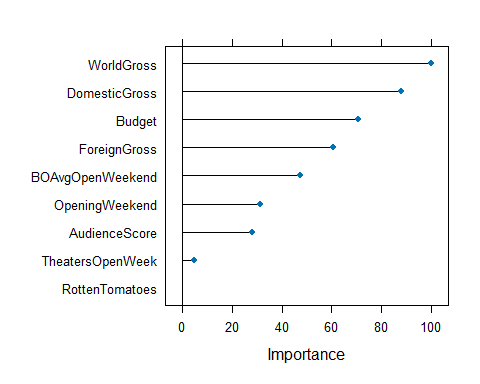 WorldGross
DomesticGross
Budget
ForeignGross
BOAvgOpenWeekend
OpeningWeekend
AudienceScore
TheatersOpenWeek
RottenTomatoes
0 20 40 60 80 100
Importance